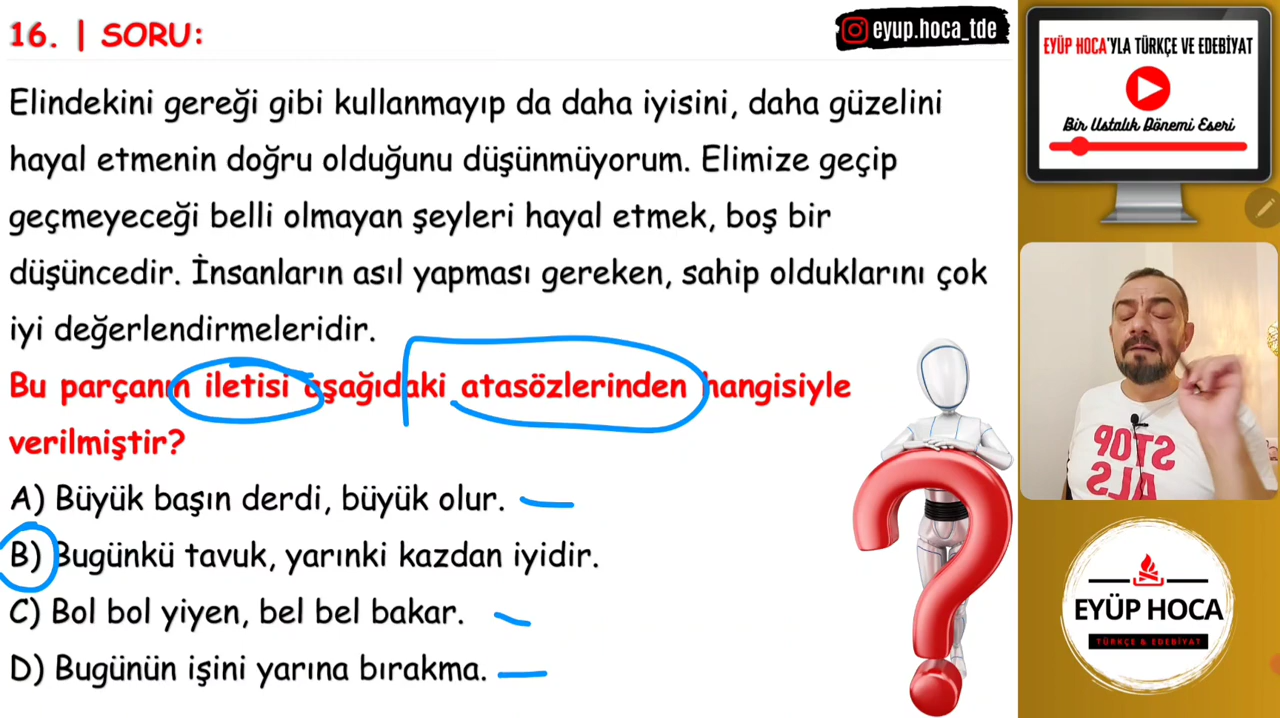 16. | SORU:
eyup.hoca_tde
Elindekini gereği gibi kullanmayıp da daha iyisini, daha güzelini
hayal etmenin doğru olduğunu düşünmüyorum. Elimize geçip
geçmeyeceği belli olmayan şeyleri hayal etmek, boş bir
düşüncedir. İnsanların asıl yapması gereken, sahip olduklarını çok
iyi değerlendirmeleridir.
Bu parçanın iletisi aşağıdaki atasözlerinden hangisiyle
verilmiştir?
A) Büyük başın derdi, büyük olur.
B) Bugünkü tavuk, yarınki kazdan iyidir.
C) Bol bol yiyen, bel bel bakar.
D) Bugünün işini yarına bırakma.
EYÜP HOCA'YLA TÜRKÇE VE EDEBİYAT
Bir Ustalık Dönemi Eseri
STOP
ALS
EYÜP HOCA
TÜRKÇE & EDEBİYAT